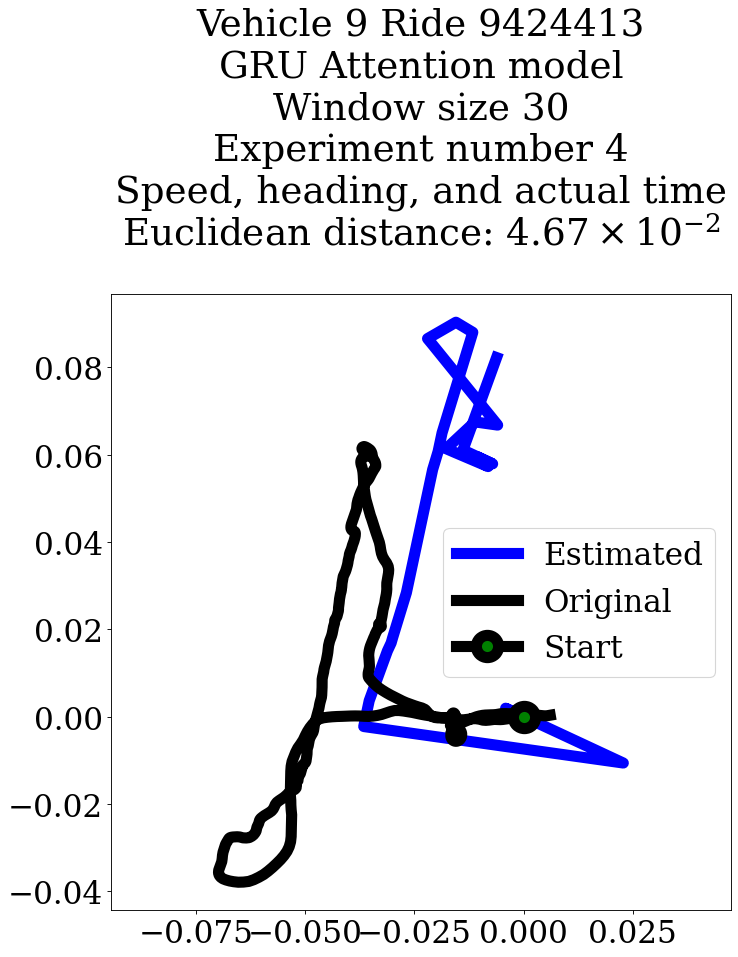 Vehicle 9 Ride 9424413
GRU Attention model
Window size 30
Experiment number 4
Speed, heading, and actual time
Euclidean distance: 4.67 × 10⁻²
0.08
0.06
0.04
0.02
0.00
−0.02
−0.04
Estimated
Original
Start
−0.075 −0.050 −0.025 0.000 0.025